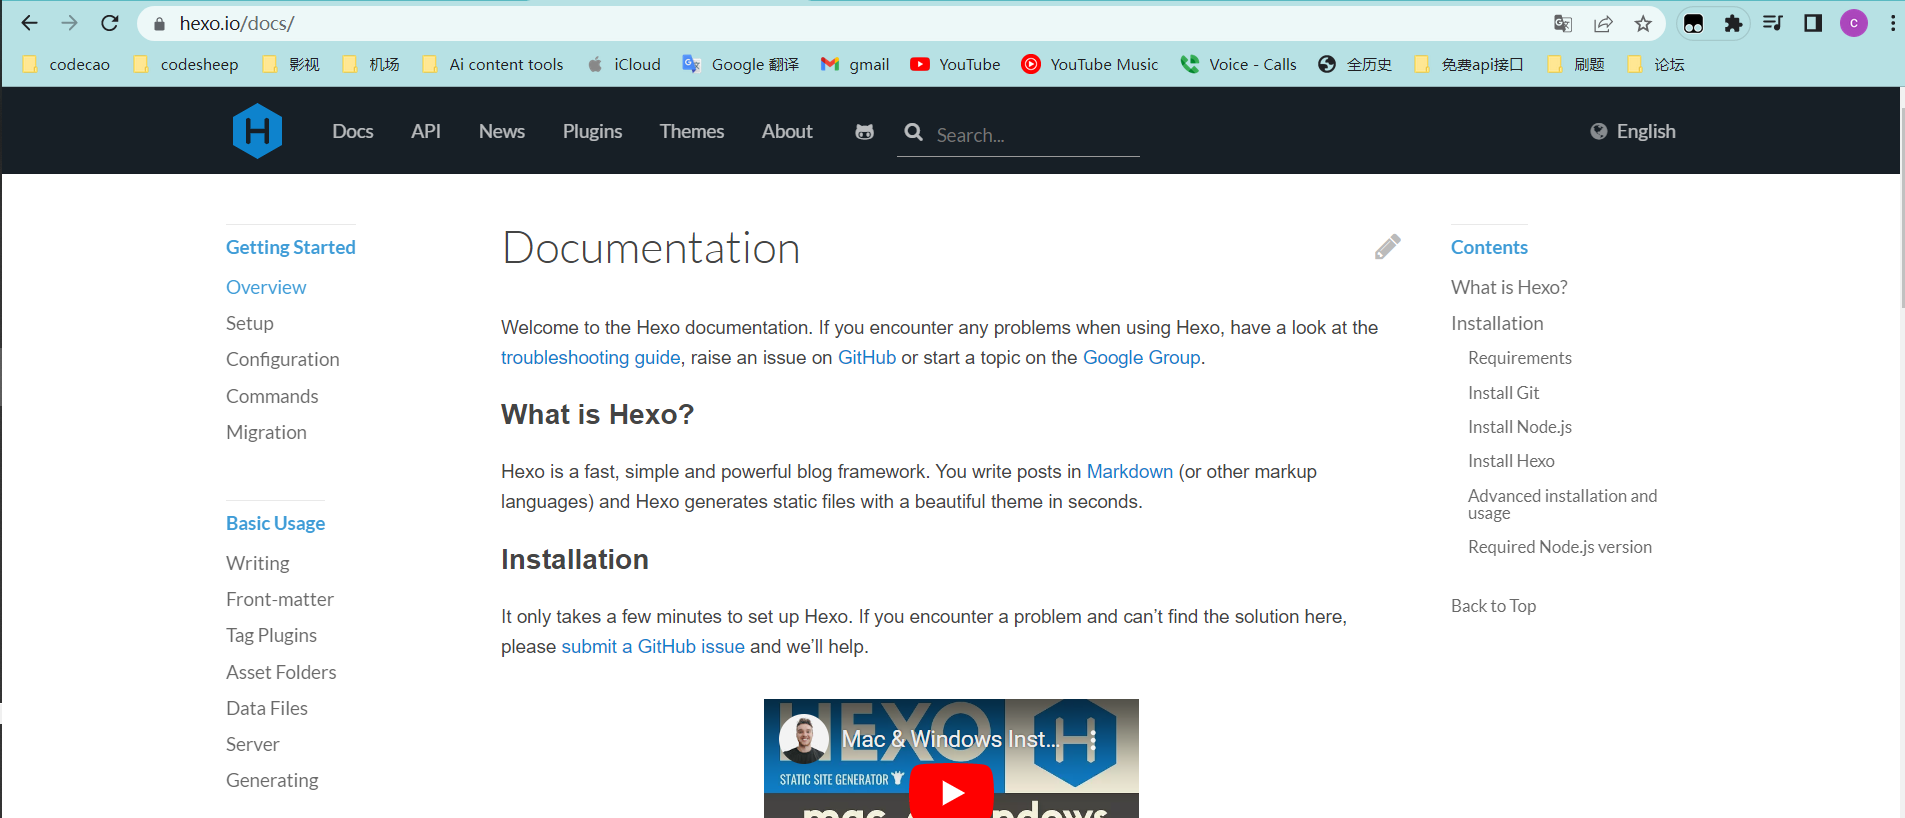 hexo.io/docs/
C
codecao
codesheep
影视
机场
Ai content tools
iCloud
Google 翻译
gmail
YouTube
YouTube Music
Voice - Calls
全历史
免费api接口
刷题
论坛
H
Docs
API
News
Plugins
Themes
About
Search...
English
Getting Started
Overview
Setup
Configuration
Commands
Migration
Basic Usage
Writing
Front-matter
Tag Plugins
Asset Folders
Data Files
Server
Generating
Documentation
Welcome to the Hexo documentation. If you encounter any problems when using Hexo, have a look at the
troubleshooting guide, raise an issue on GitHub or start a topic on the Google Group.
What is Hexo?
Hexo is a fast, simple and powerful blog framework. You write posts in Markdown (or other markup
languages) and Hexo generates static files with a beautiful theme in seconds.
Installation
It only takes a few minutes to set up Hexo. If you encounter a problem and can’t find the solution here,
please submit a GitHub issue and we’ll help.
HEXO
Mac & Windows Inst...
H
STATIC SITE GENERATOR
Contents
What is Hexo?
Installation
Requirements
Install Git
Install Node.js
Install Hexo
Advanced installation and
usage
Required Node.js version
Back to Top